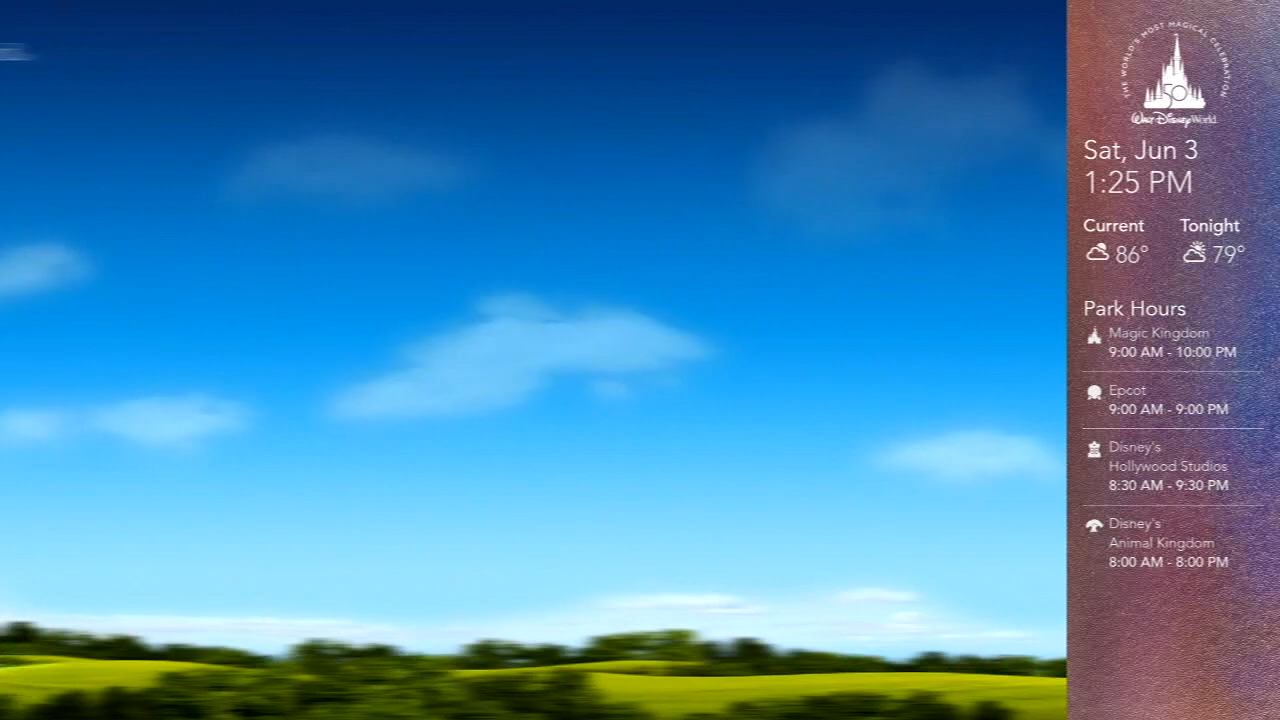 THE WORLD'S MOST MAGICAL CELEBRATION
50
Walt Disney World
Sat, Jun 3
1:25 PM
Current Tonight
86° 79°
Park Hours
Magic Kingdom
9:00 AM - 10:00 PM
Epcot
9:00 AM - 9:00 PM
Disney's
Hollywood Studios
8:30 AM - 9:30 PM
Disney's
Animal Kingdom
8:00 AM - 8:00 PM